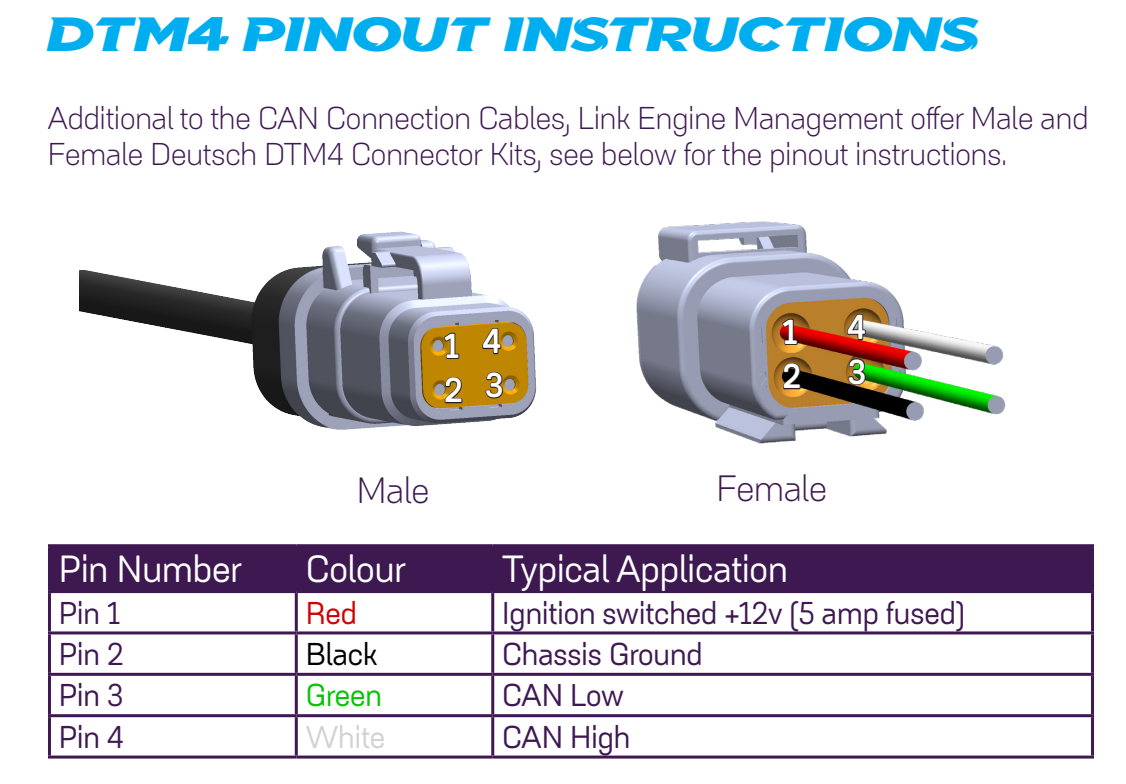 DTM4 PINOUT INSTRUCTIONS
Additional to the CAN Connection Cables, Link Engine Management offer Male and
Female Deutsch DTM4 Connector Kits, see below for the pinout instructions.
1 4
2 3
1 4
2 3
Male
Female
Pin Number Colour Typical Application
Pin 1 Red Ignition switched +12v (5 amp fused)
Pin 2 Black Chassis Ground
Pin 3 Green CAN Low
Pin 4 White CAN High